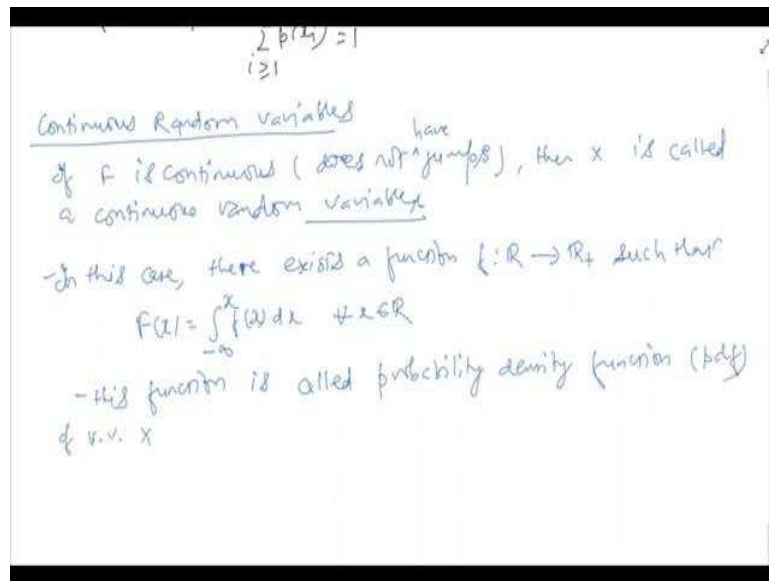 ∑ p(xi) = 1
i≥1
Continuous Random variables
If F is continuous ( does not ^have jumps), then X is called
a continuous random variable
-In this case, there exists a function f : R → R+ such that
F(x) = ∫_{-∞}^{x} f(x) dx ∀ x ∈ R
- this function is called probability density function (pdf)
of r.v. X